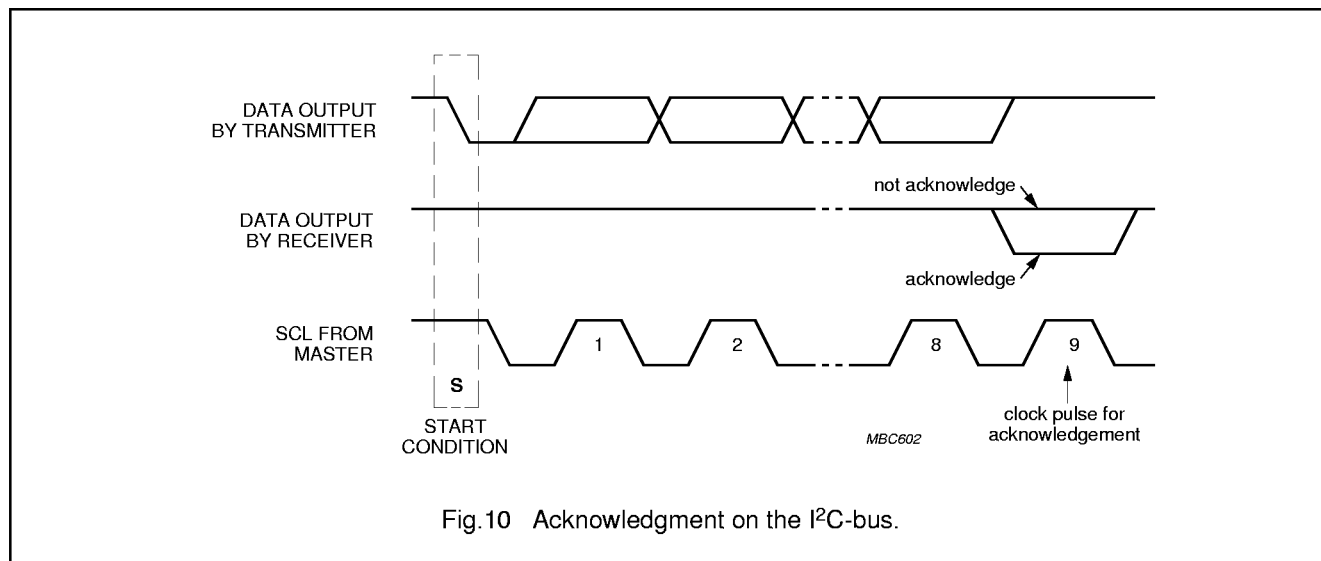 DATA OUTPUT
BY TRANSMITTER
not acknowledge
DATA OUTPUT
BY RECEIVER
acknowledge
SCL FROM
MASTER
1
2
8
9
S
START
CONDITION
clock pulse for
acknowledgement
MBC602
Fig.10 Acknowledgment on the I²C-bus.